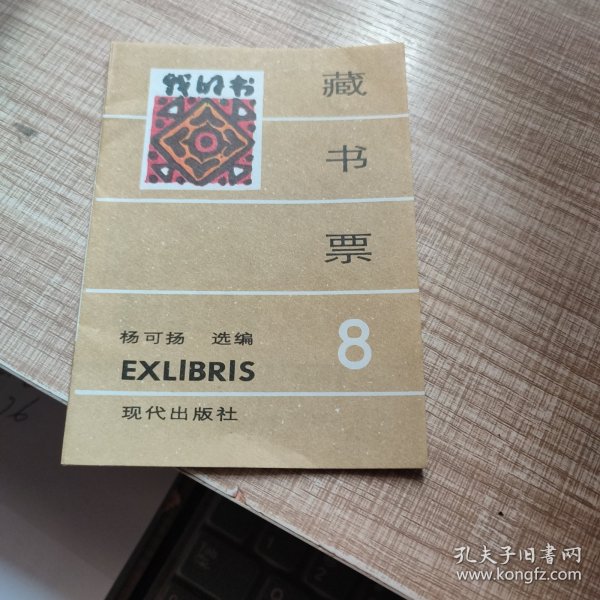 我的书
藏
书
票
杨可扬 选编
8
EXLIBRIS
现代出版社
孔夫子旧书网
www.kongfz.com